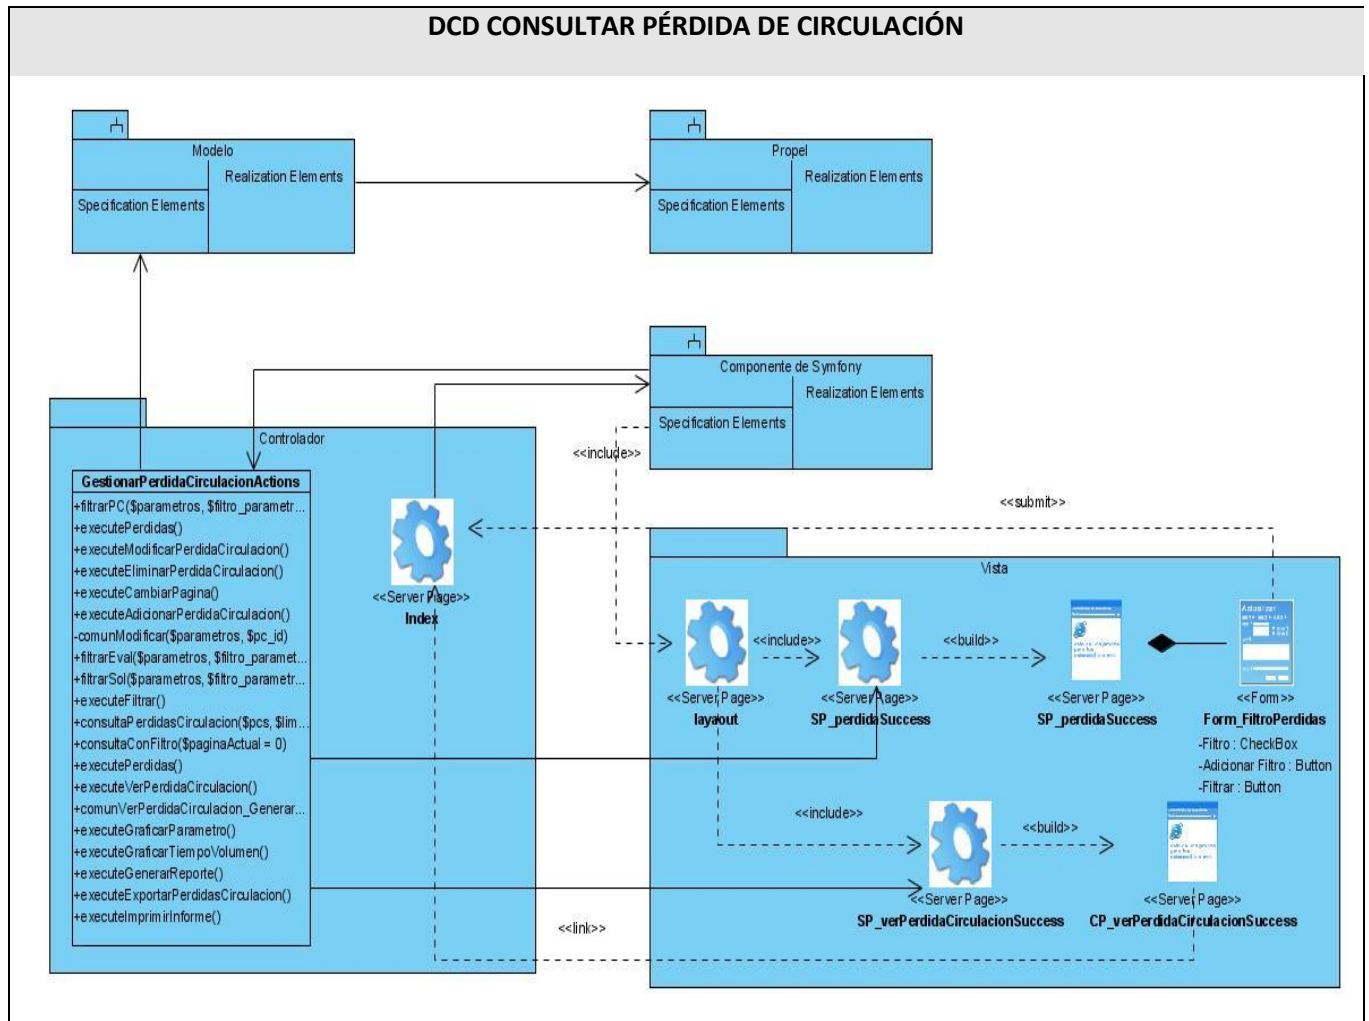 DCD CONSULTAR PÉRDIDA DE CIRCULACIÓN
Modelo
Realization Elements
Specification Elements
Propel
Realization Elements
Specification Elements
Componente de Symfony
Realization Elements
Specification Elements
<<include>>
<<submit>>
Controlador
GestionarPerdidaCirculacionActions
+filtrarPC($parametros, $filtro_parametr...
+executePerdidas()
+executeModificarPerdidaCirculacion()
+executeEliminarPerdidaCirculacion()
+executeCambiarPagina()
+executeAdicionarPerdidaCirculacion()
-comunModificar($parametros, $pc_id)
+filtrarEval($parametros, $filtro_paramet...
+filtrarSol($parametros, $filtro_parametr...
+executeFiltrar()
+consultaPerdidasCirculacion($pcs, $lim...
+consultaConFiltro($paginaActual = 0)
+executePerdidas()
+executeVerPerdidaCirculacion()
+comunVerPerdidaCirculacion_Generar...
+executeGraficarParametro()
+executeGraficarTiempoVolumen()
+executeGenerarReporte()
+executeExportarPerdidasCirculacion()
+executeImprimirInforme()
<<Server Page>>
Index
<<link>>
Vista
<<Server Page>>
layaout
<<include>>
<<Server Page>>
SP_perdidaSuccess
<<build>>
<<Server Page>>
SP_perdidaSuccess
Actualizar
<<Form>>
Form_FiltroPerdidas
-Filtro : CheckBox
-Adicionar Filtro : Button
-Filtrar : Button
<<include>>
<<Server Page>>
SP_verPerdidaCirculacionSuccess
<<build>>
<<Server Page>>
CP_verPerdidaCirculacionSuccess